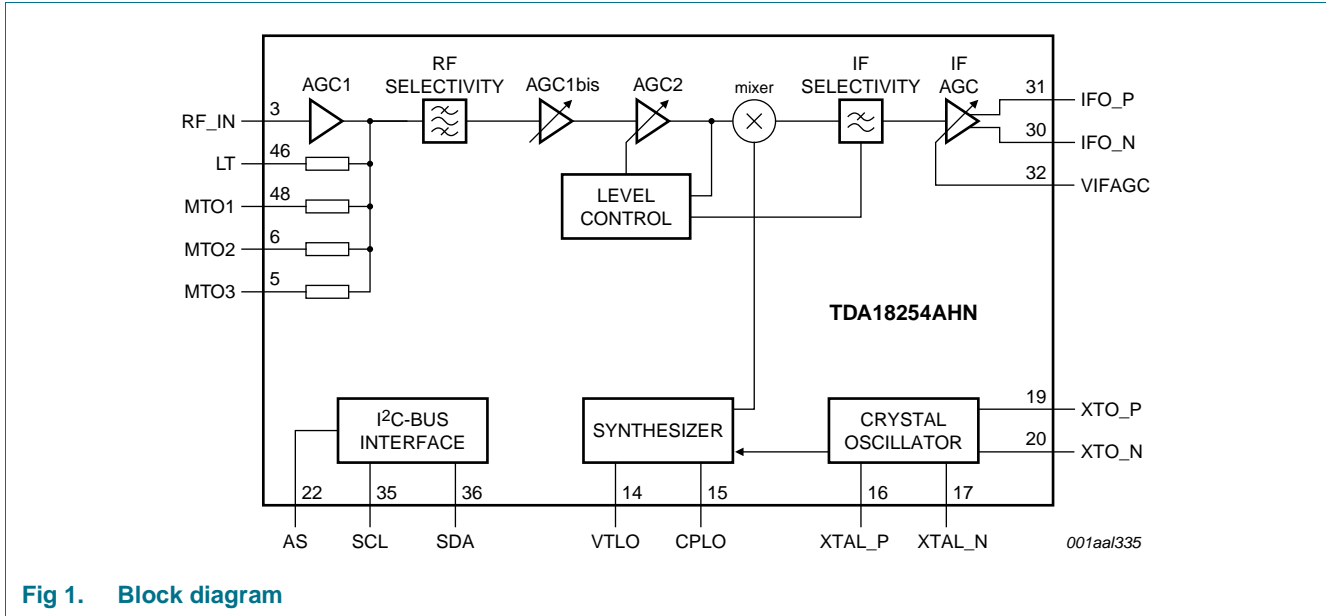 AGC1
RF
SELECTIVITY
AGC1bis
AGC2
mixer
IF
SELECTIVITY
IF
AGC
RF_IN
3
LT
46
MTO1
48
MTO2
6
MTO3
5
31
IFO_P
30
IFO_N
32
VIFAGC
LEVEL
CONTROL
TDA18254AHN
I²C-BUS
INTERFACE
SYNTHESIZER
CRYSTAL
OSCILLATOR
19
XTO_P
20
XTO_N
22
35
36
14
15
16
17
AS
SCL
SDA
VTLO
CPLO
XTAL_P
XTAL_N
001aal335
Fig 1. Block diagram